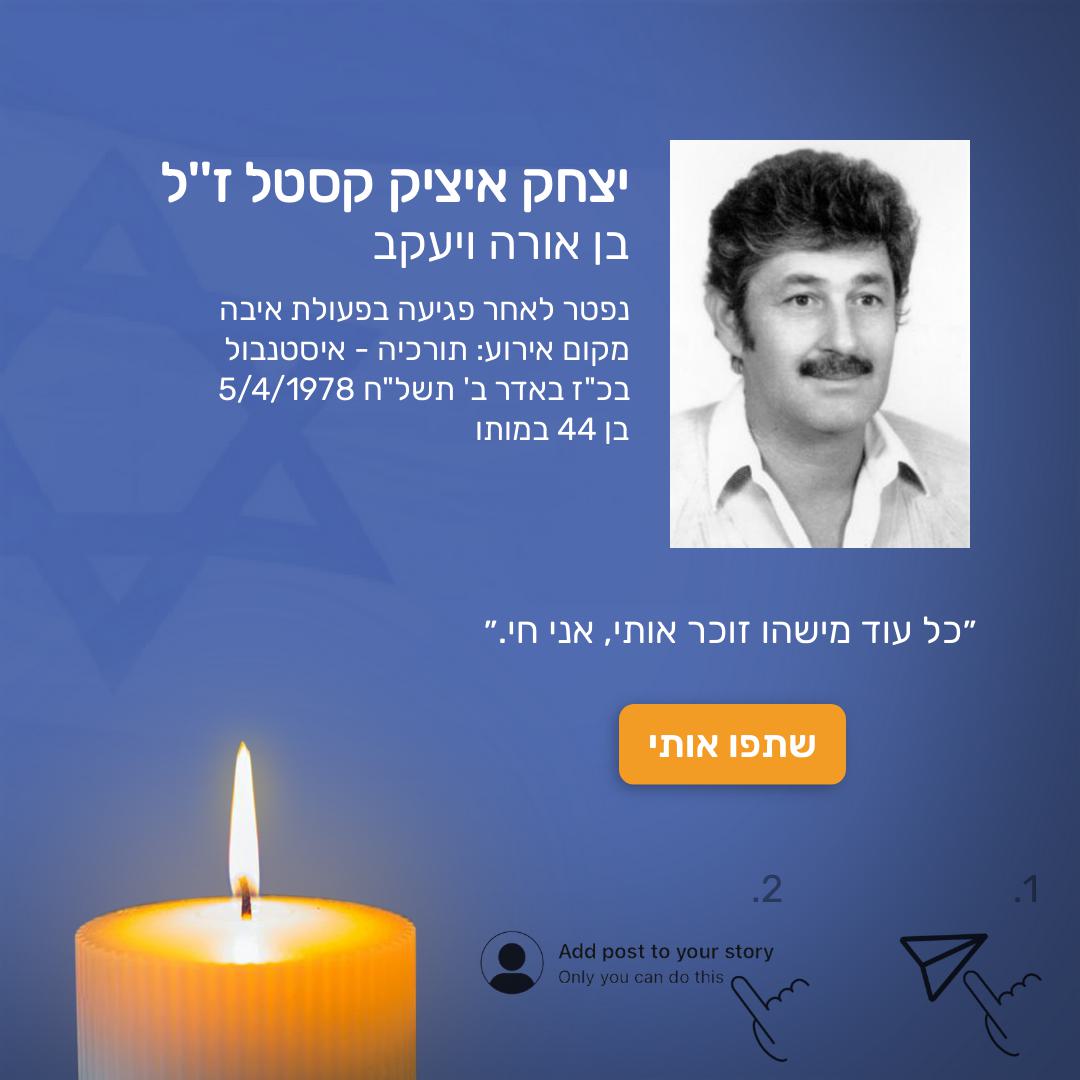 יצחק איציק קסטל ז"ל
בן אורה ויעקב
נפטר לאחר פגיעה בפעולת איבה
מקום אירוע: תורכיה - איסטנבול
בכ"ז באדר ב' תשל"ח 5/4/1978
בן 44 במותו
"כל עוד מישהו זוכר אותי, אני חי."
שתפו אותי
1.
2.
Add post to your story
Only you can do this